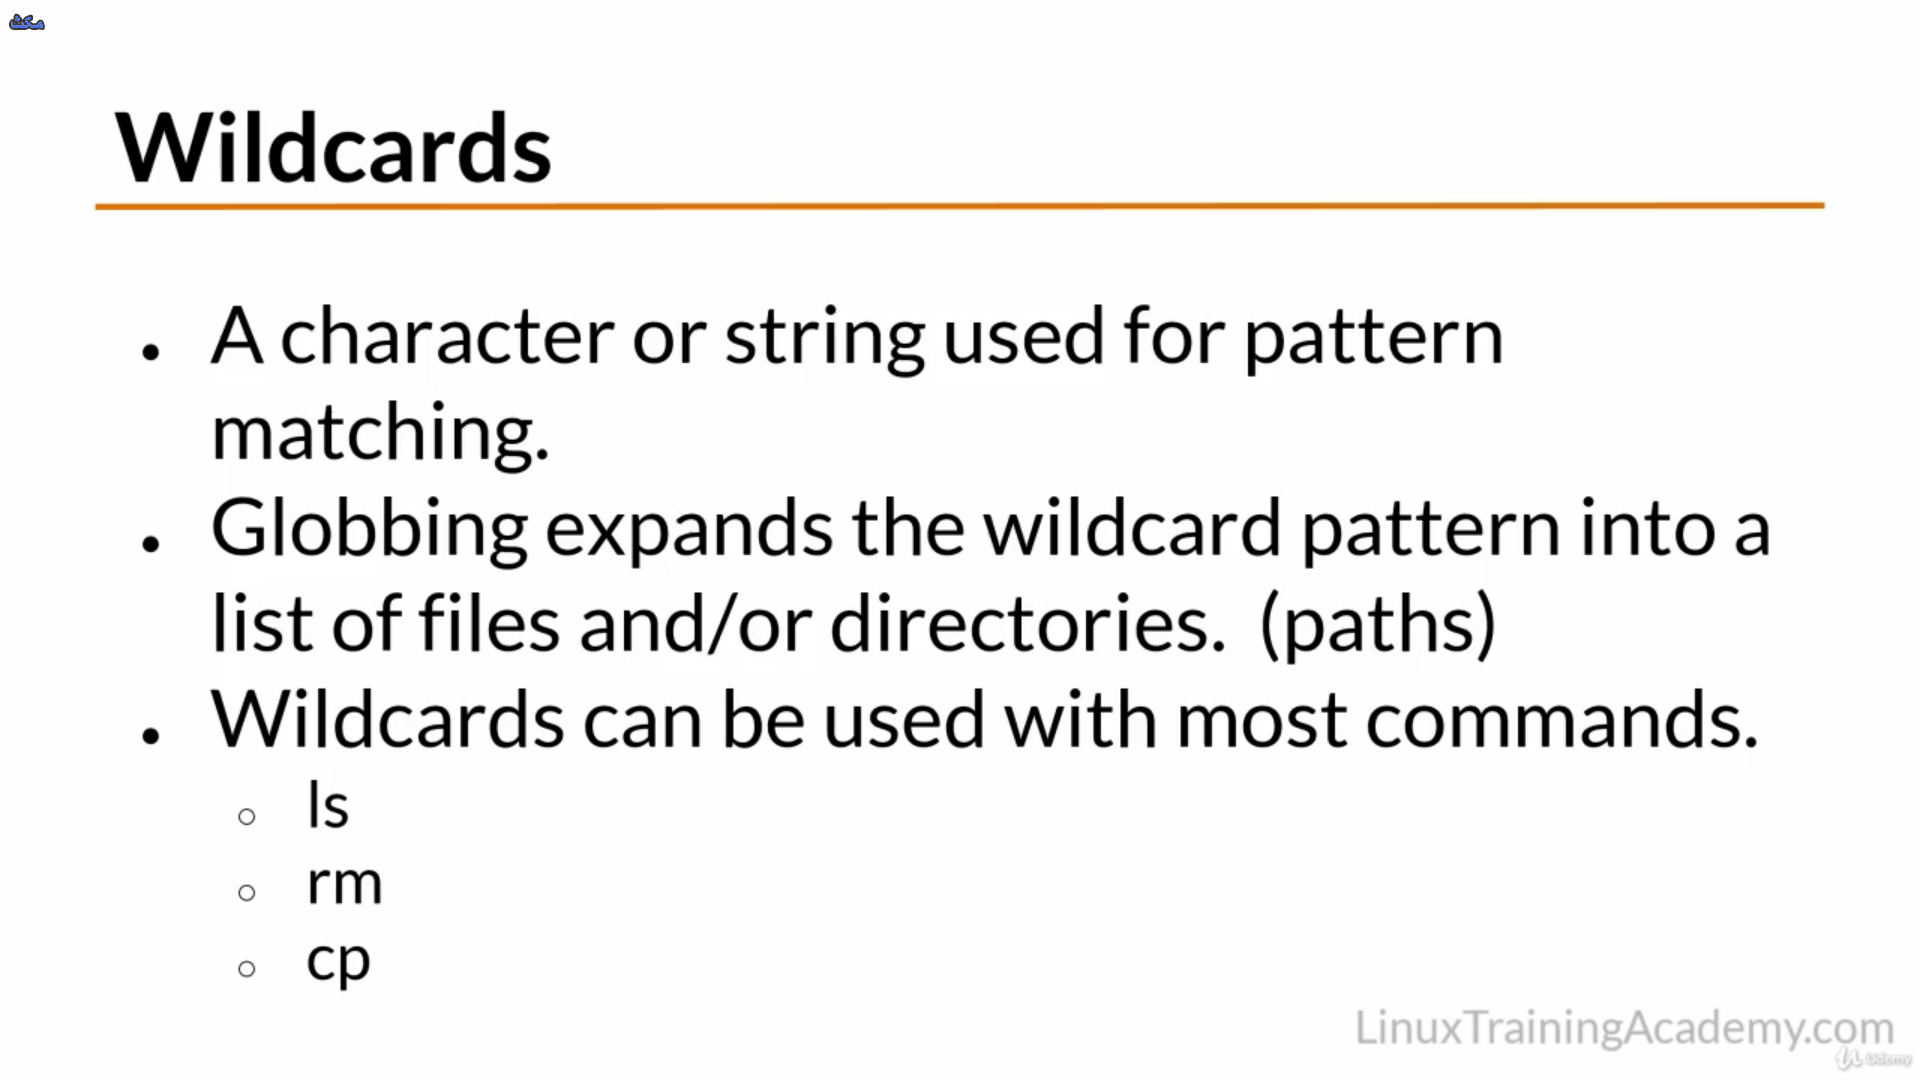 مكث
Wildcards
• A character or string used for pattern
matching.
• Globbing expands the wildcard pattern into a
list of files and/or directories. (paths)
• Wildcards can be used with most commands.
○ ls
○ rm
○ cp
LinuxTrainingAcademy.com
Udemy